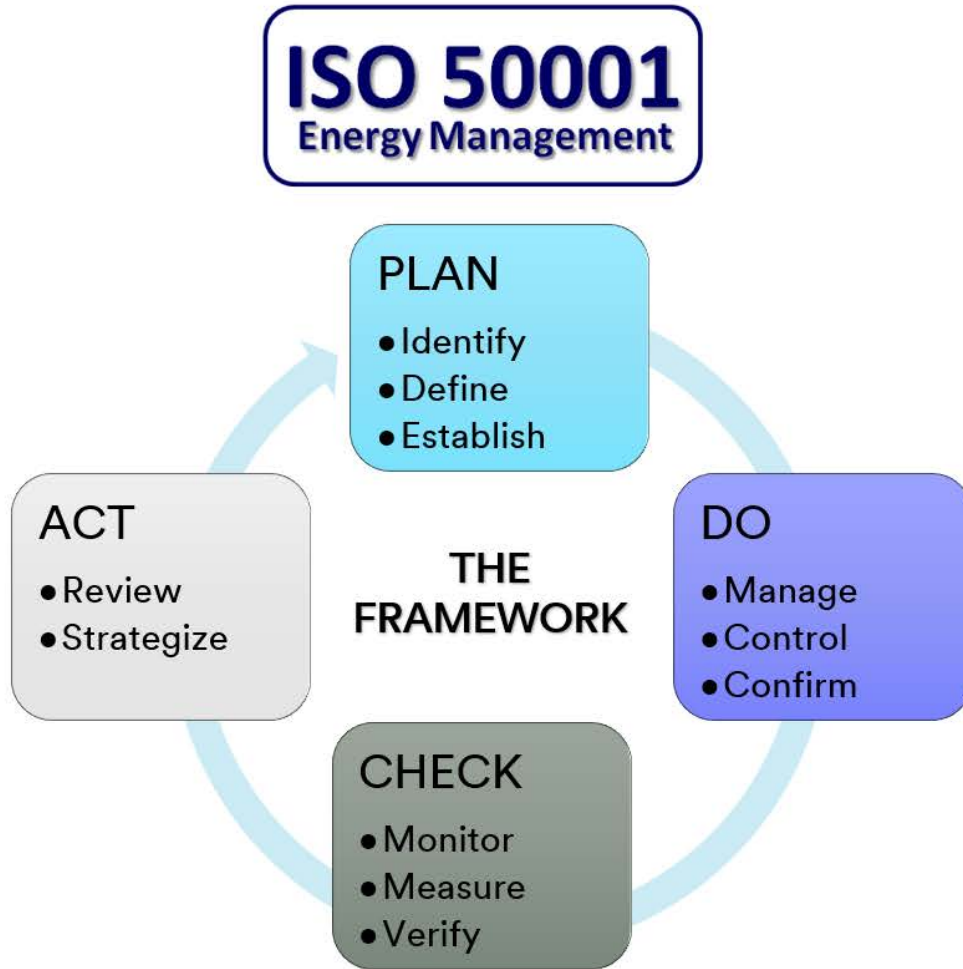 ISO 50001
Energy Management
PLAN
• Identify
• Define
• Establish
DO
• Manage
• Control
• Confirm
CHECK
• Monitor
• Measure
• Verify
ACT
• Review
• Strategize
THE
FRAMEWORK